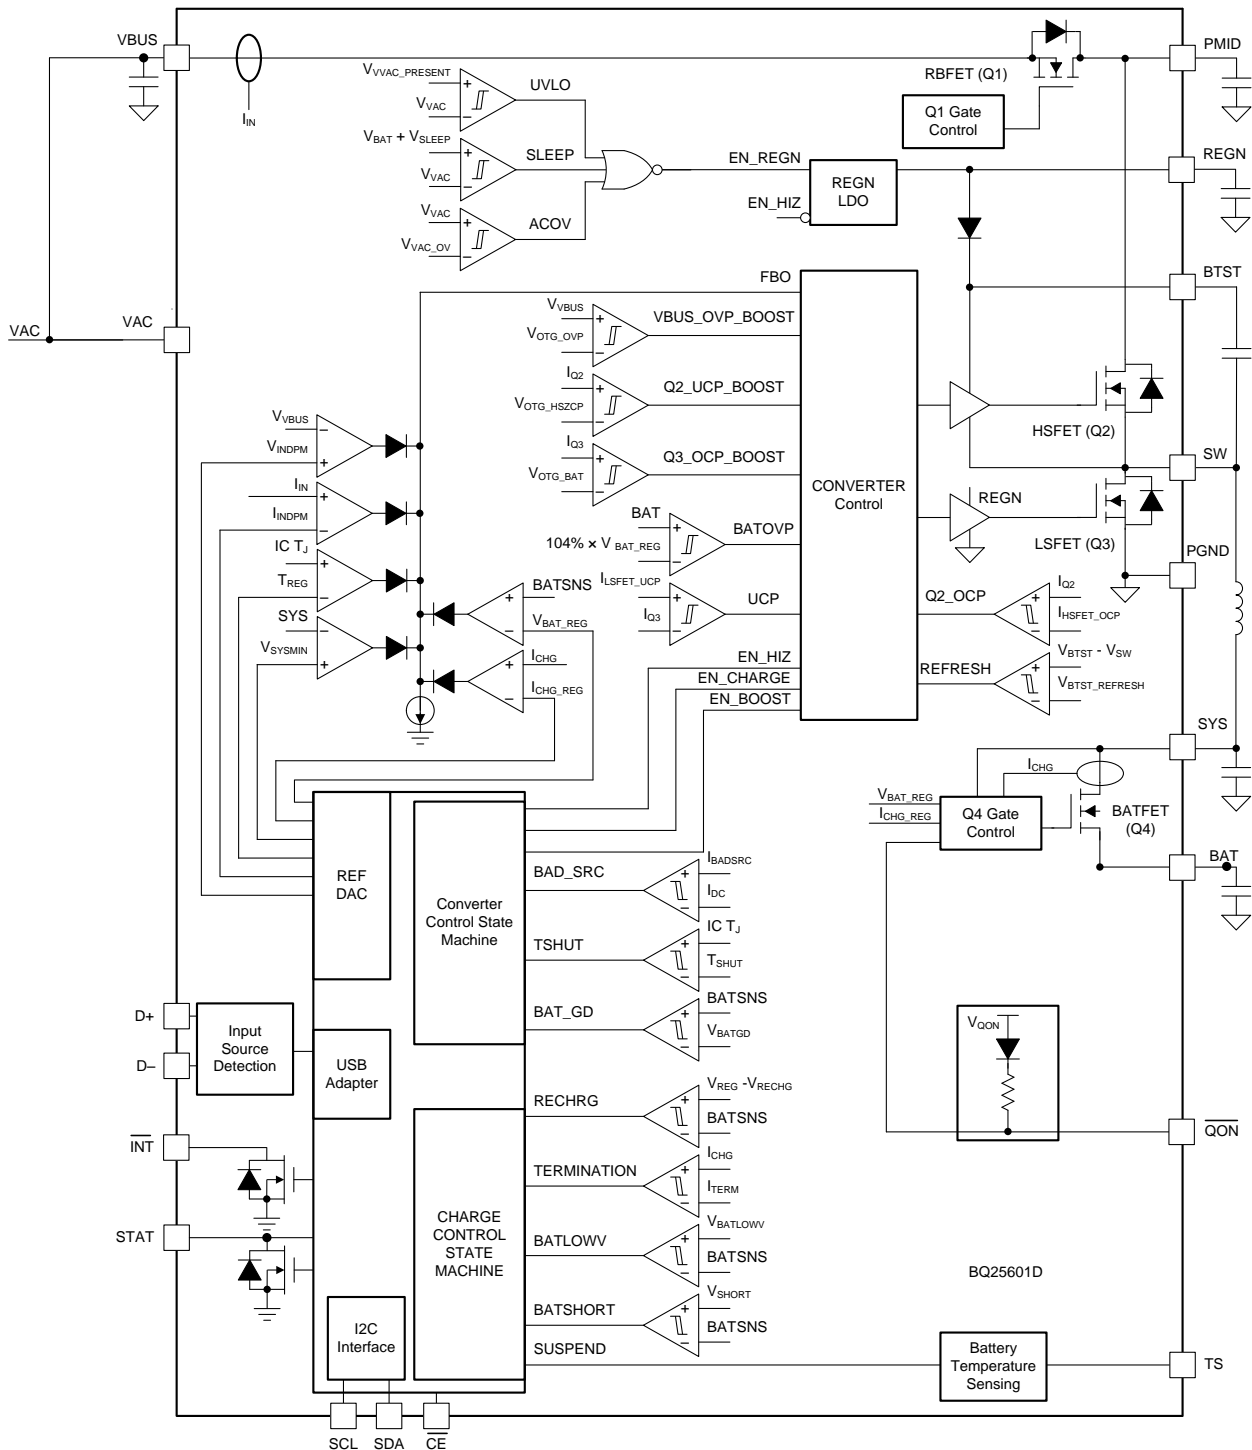 VBUS
PMID
RBFET (Q1)
VVVAC_PRESENT
UVLO
VVAC
IIN
Q1 Gate
Control
VBAT + VSLEEP
SLEEP
VVAC
EN_REGN
REGN
REGN
LDO
EN_HIZ
VVAC
ACOV
VVAC_OV
FBO
BTST
VVBUS
VBUS_OVP_BOOST
VOTG_OVP
VAC
VAC
IQ2
Q2_UCP_BOOST
VOTG_HSZCP
HSFET (Q2)
VVBUS
VINDPM
IQ3
Q3_OCP_BOOST
VOTG_BAT
SW
CONVERTER
Control
REGN
IIN
IINDPM
BAT
BATOVP
104% × VBAT_REG
LSFET (Q3)
PGND
IC TJ
TREG
BATSNS
VBAT_REG
ILSFET_UCP
UCP
IQ3
Q2_OCP
IQ2
IHSFET_OCP
SYS
VSYSMIN
ICHG
ICHG_REG
EN_HIZ
EN_CHARGE
EN_BOOST
REFRESH
VBTST - VSW
VBTST_REFRESH
SYS
ICHG
VBAT_REG
ICHG_REG
Q4 Gate
Control
BATFET
(Q4)
BAT
REF
DAC
Converter
Control State
Machine
BAD_SRC
IBADSRC
IDC
TSHUT
IC TJ
TSHUT
BAT_GD
BATSNS
VBATGD
D+
D–
Input
Source
Detection
USB
Adapter
VQON
QON
INT
STAT
RECHRG
VREG -VRECHG
BATSNS
TERMINATION
ICHG
ITERM
CHARGE
CONTROL
STATE
MACHINE
BATLOWV
VBATLOWV
BATSNS
BATSHORT
VSHORT
BATSNS
SUSPEND
BQ25601D
I2C
Interface
Battery
Temperature
Sensing
TS
SCL
SDA
CE